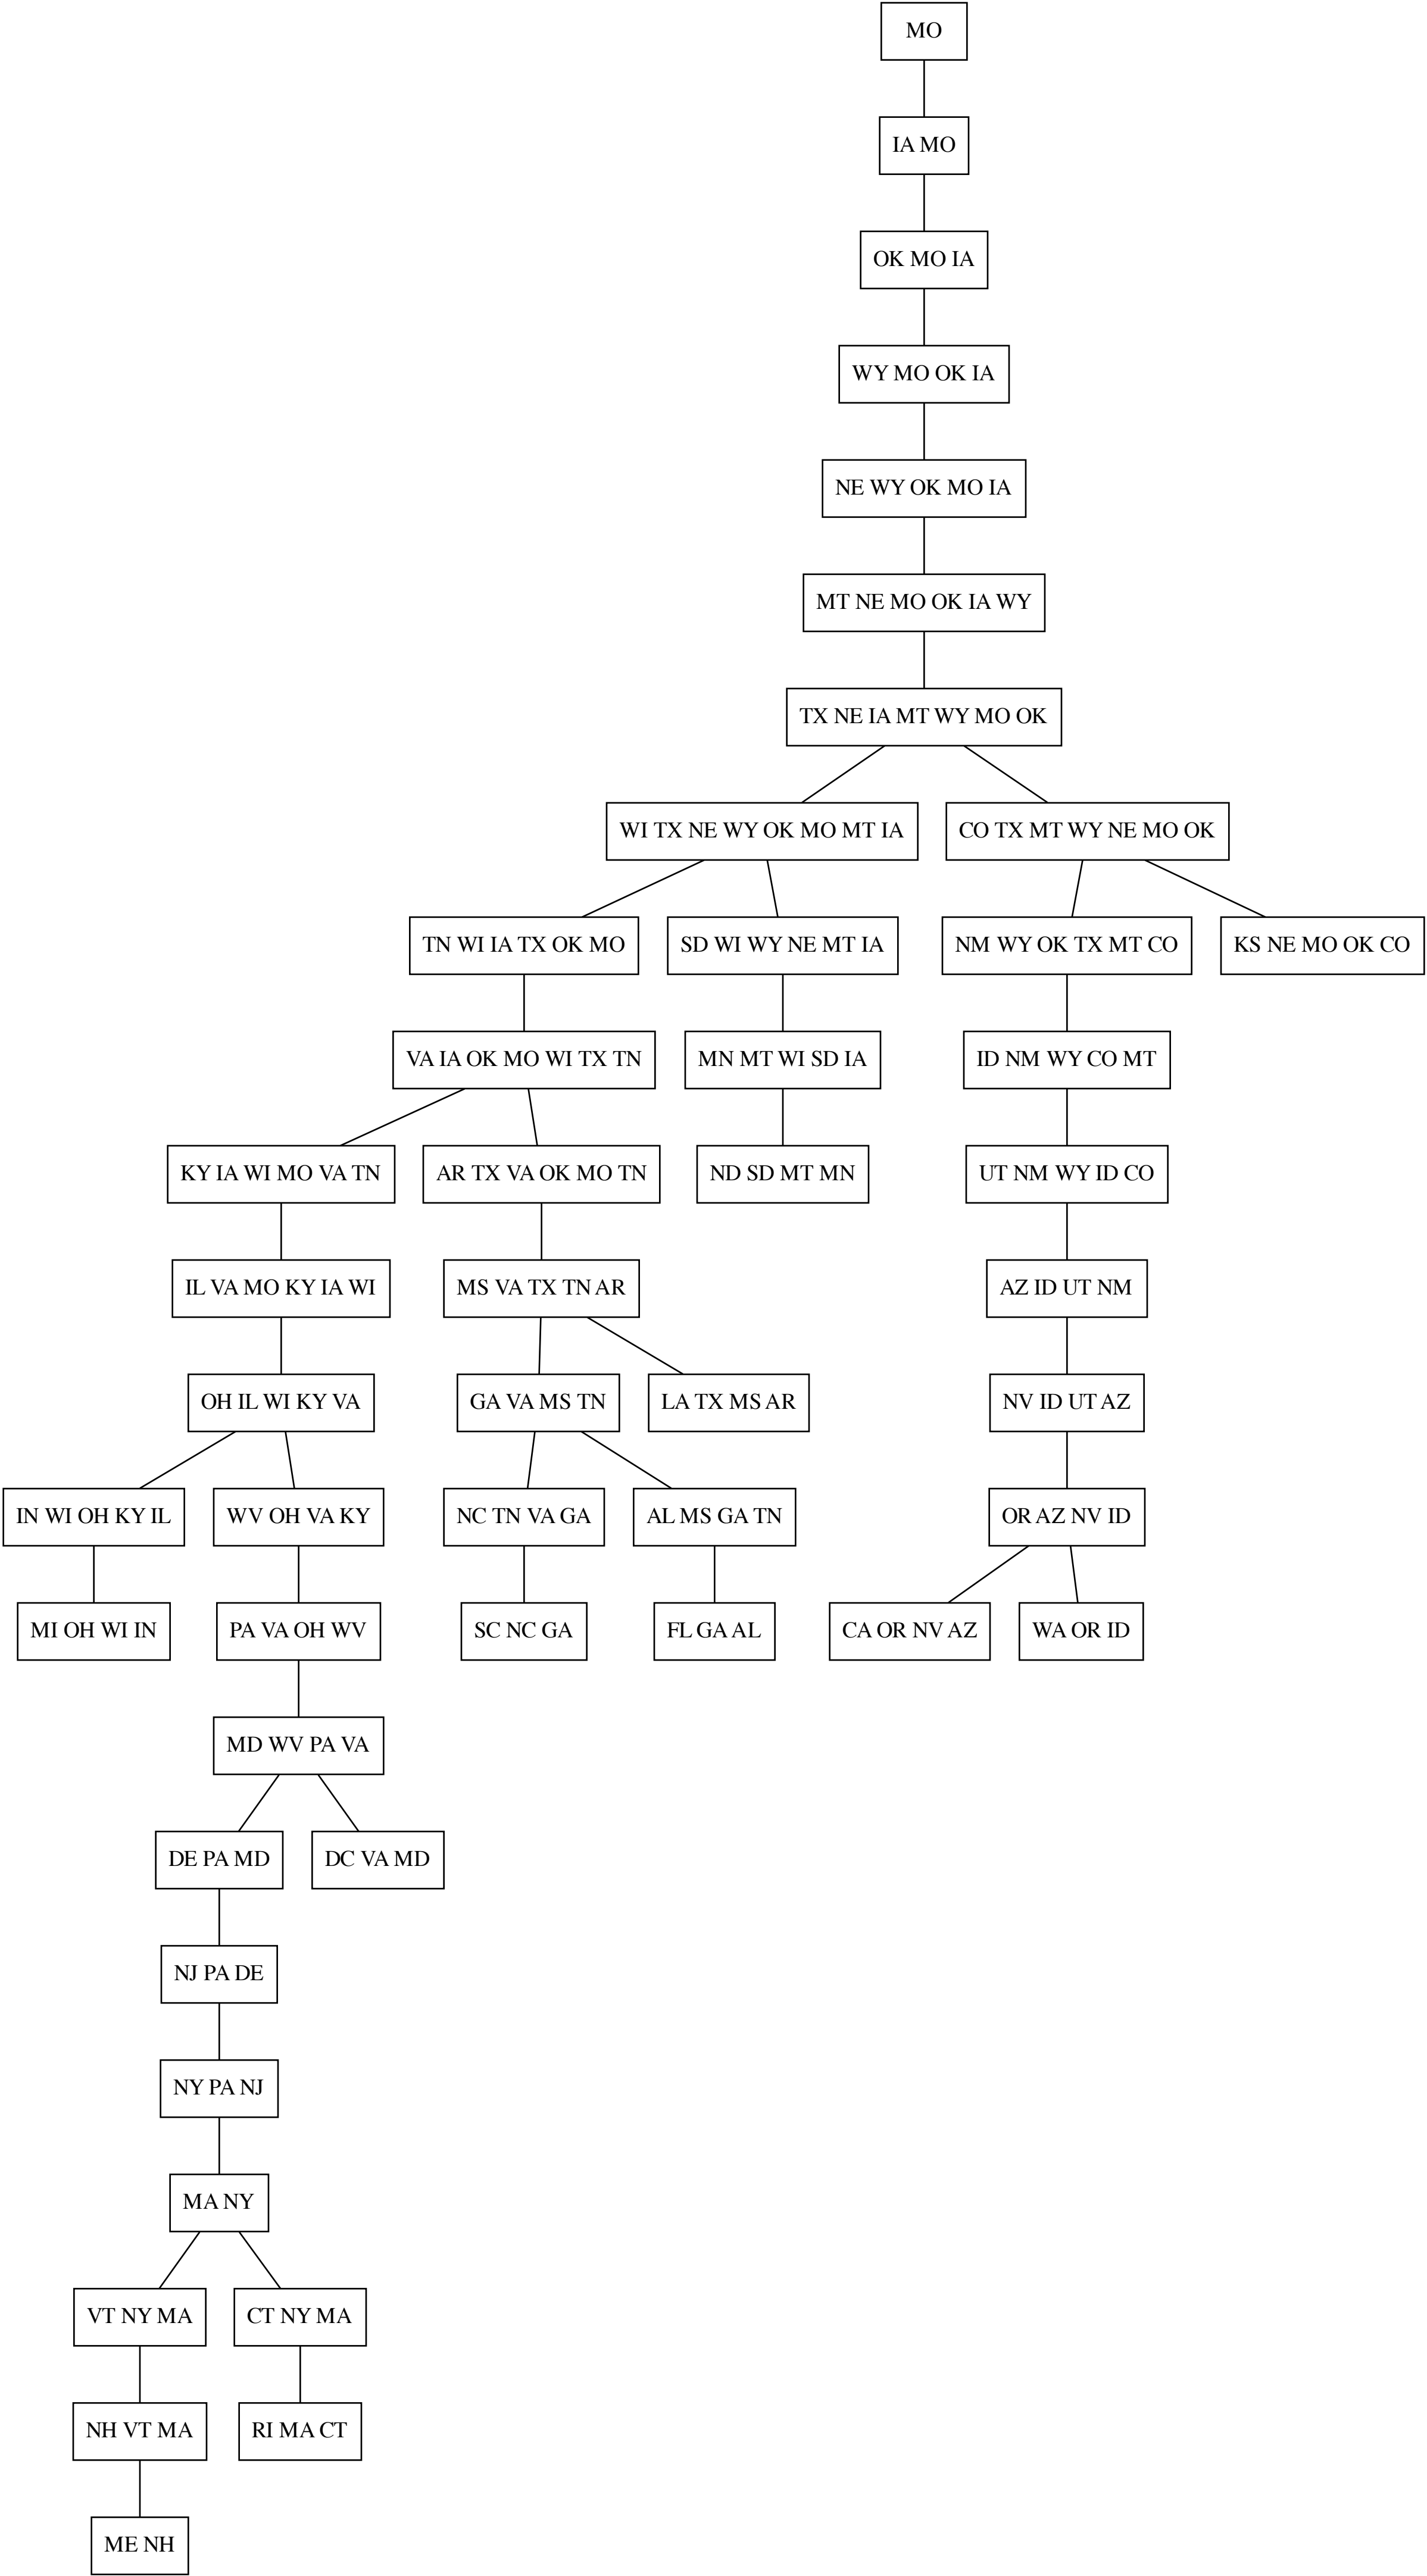 MO
IA MO
OK MO IA
WY MO OK IA
NE WY OK MO IA
MT NE MO OK IA WY
TX NE IA MT WY MO OK
WI TX NE WY OK MO MT IA
CO TX MT WY NE MO OK
TN WI IA TX OK MO
SD WI WY NE MT IA
NM WY OK TX MT CO
KS NE MO OK CO
VA IA OK MO WI TX TN
MN MT WI SD IA
ID NM WY CO MT
KY IA WI MO VA TN
AR TX VA OK MO TN
ND SD MT MN
UT NM WY ID CO
IL VA MO KY IA WI
MS VA TX TN AR
AZ ID UT NM
OH IL WI KY VA
GA VA MS TN
LA TX MS AR
NV ID UT AZ
IN WI OH KY IL
WV OH VA KY
NC TN VA GA
AL MS GA TN
OR AZ NV ID
MI OH WI IN
PA VA OH WV
SC NC GA
FL GA AL
CA OR NV AZ
WA OR ID
MD WV PA VA
DE PA MD
DC VA MD
NJ PA DE
NY PA NJ
MA NY
VT NY MA
CT NY MA
NH VT MA
RI MA CT
ME NH